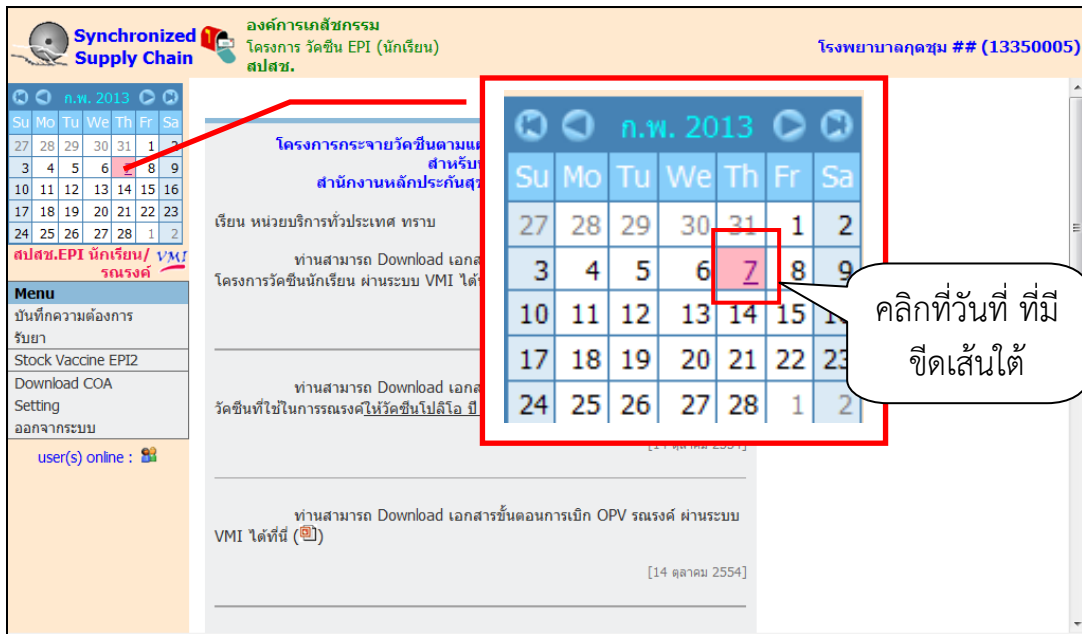 Synchronized
Supply Chain
องค์การเภสัชกรรม
โครงการ วัคซีน EPI (นักเรียน)
สปสช.
โรงพยาบาลกุดชุม ## (13350005)
ก.พ. 2013
Su Mo Tu We Th Fr Sa
27 28 29 30 31 1 2
3 4 5 6 7 8 9
10 11 12 13 14 15 16
17 18 19 20 21 22 23
24 25 26 27 28 1 2
สปสช.EPI นักเรียน/ VMI
รณรงค์
Menu
บันทึกความต้องการ
รับยา
Stock Vaccine EPI2
Download COA
Setting
ออกจากระบบ
user(s) online :
โครงการกระจายวัคซีนตามแ
สำหรับ
สำนักงานหลักประกันสุ
เรียน หน่วยบริการทั่วประเทศ ทราบ
ท่านสามารถ Download เอกส
โครงการวัคซีนนักเรียน ผ่านระบบ VMI ได้
ท่านสามารถ Download เอกส
วัคซีนที่ใช้ในการรณรงค์ให้วัคซีนโปลิโอ ปี
[14 ตุลาคม 2554]
ท่านสามารถ Download เอกสารขั้นตอนการเบิก OPV รณรงค์ ผ่านระบบ
VMI ได้ที่นี่ ()
[14 ตุลาคม 2554]
ก.พ. 2013
Su Mo Tu We Th Fr Sa
27 28 29 30 31 1 2
3 4 5 6 7 8 9
10 11 12 13 14 15
17 18 19 20 21 22 23
24 25 26 27 28 1 2
คลิกที่วันที่ ที่มี
ขีดเส้นใต้